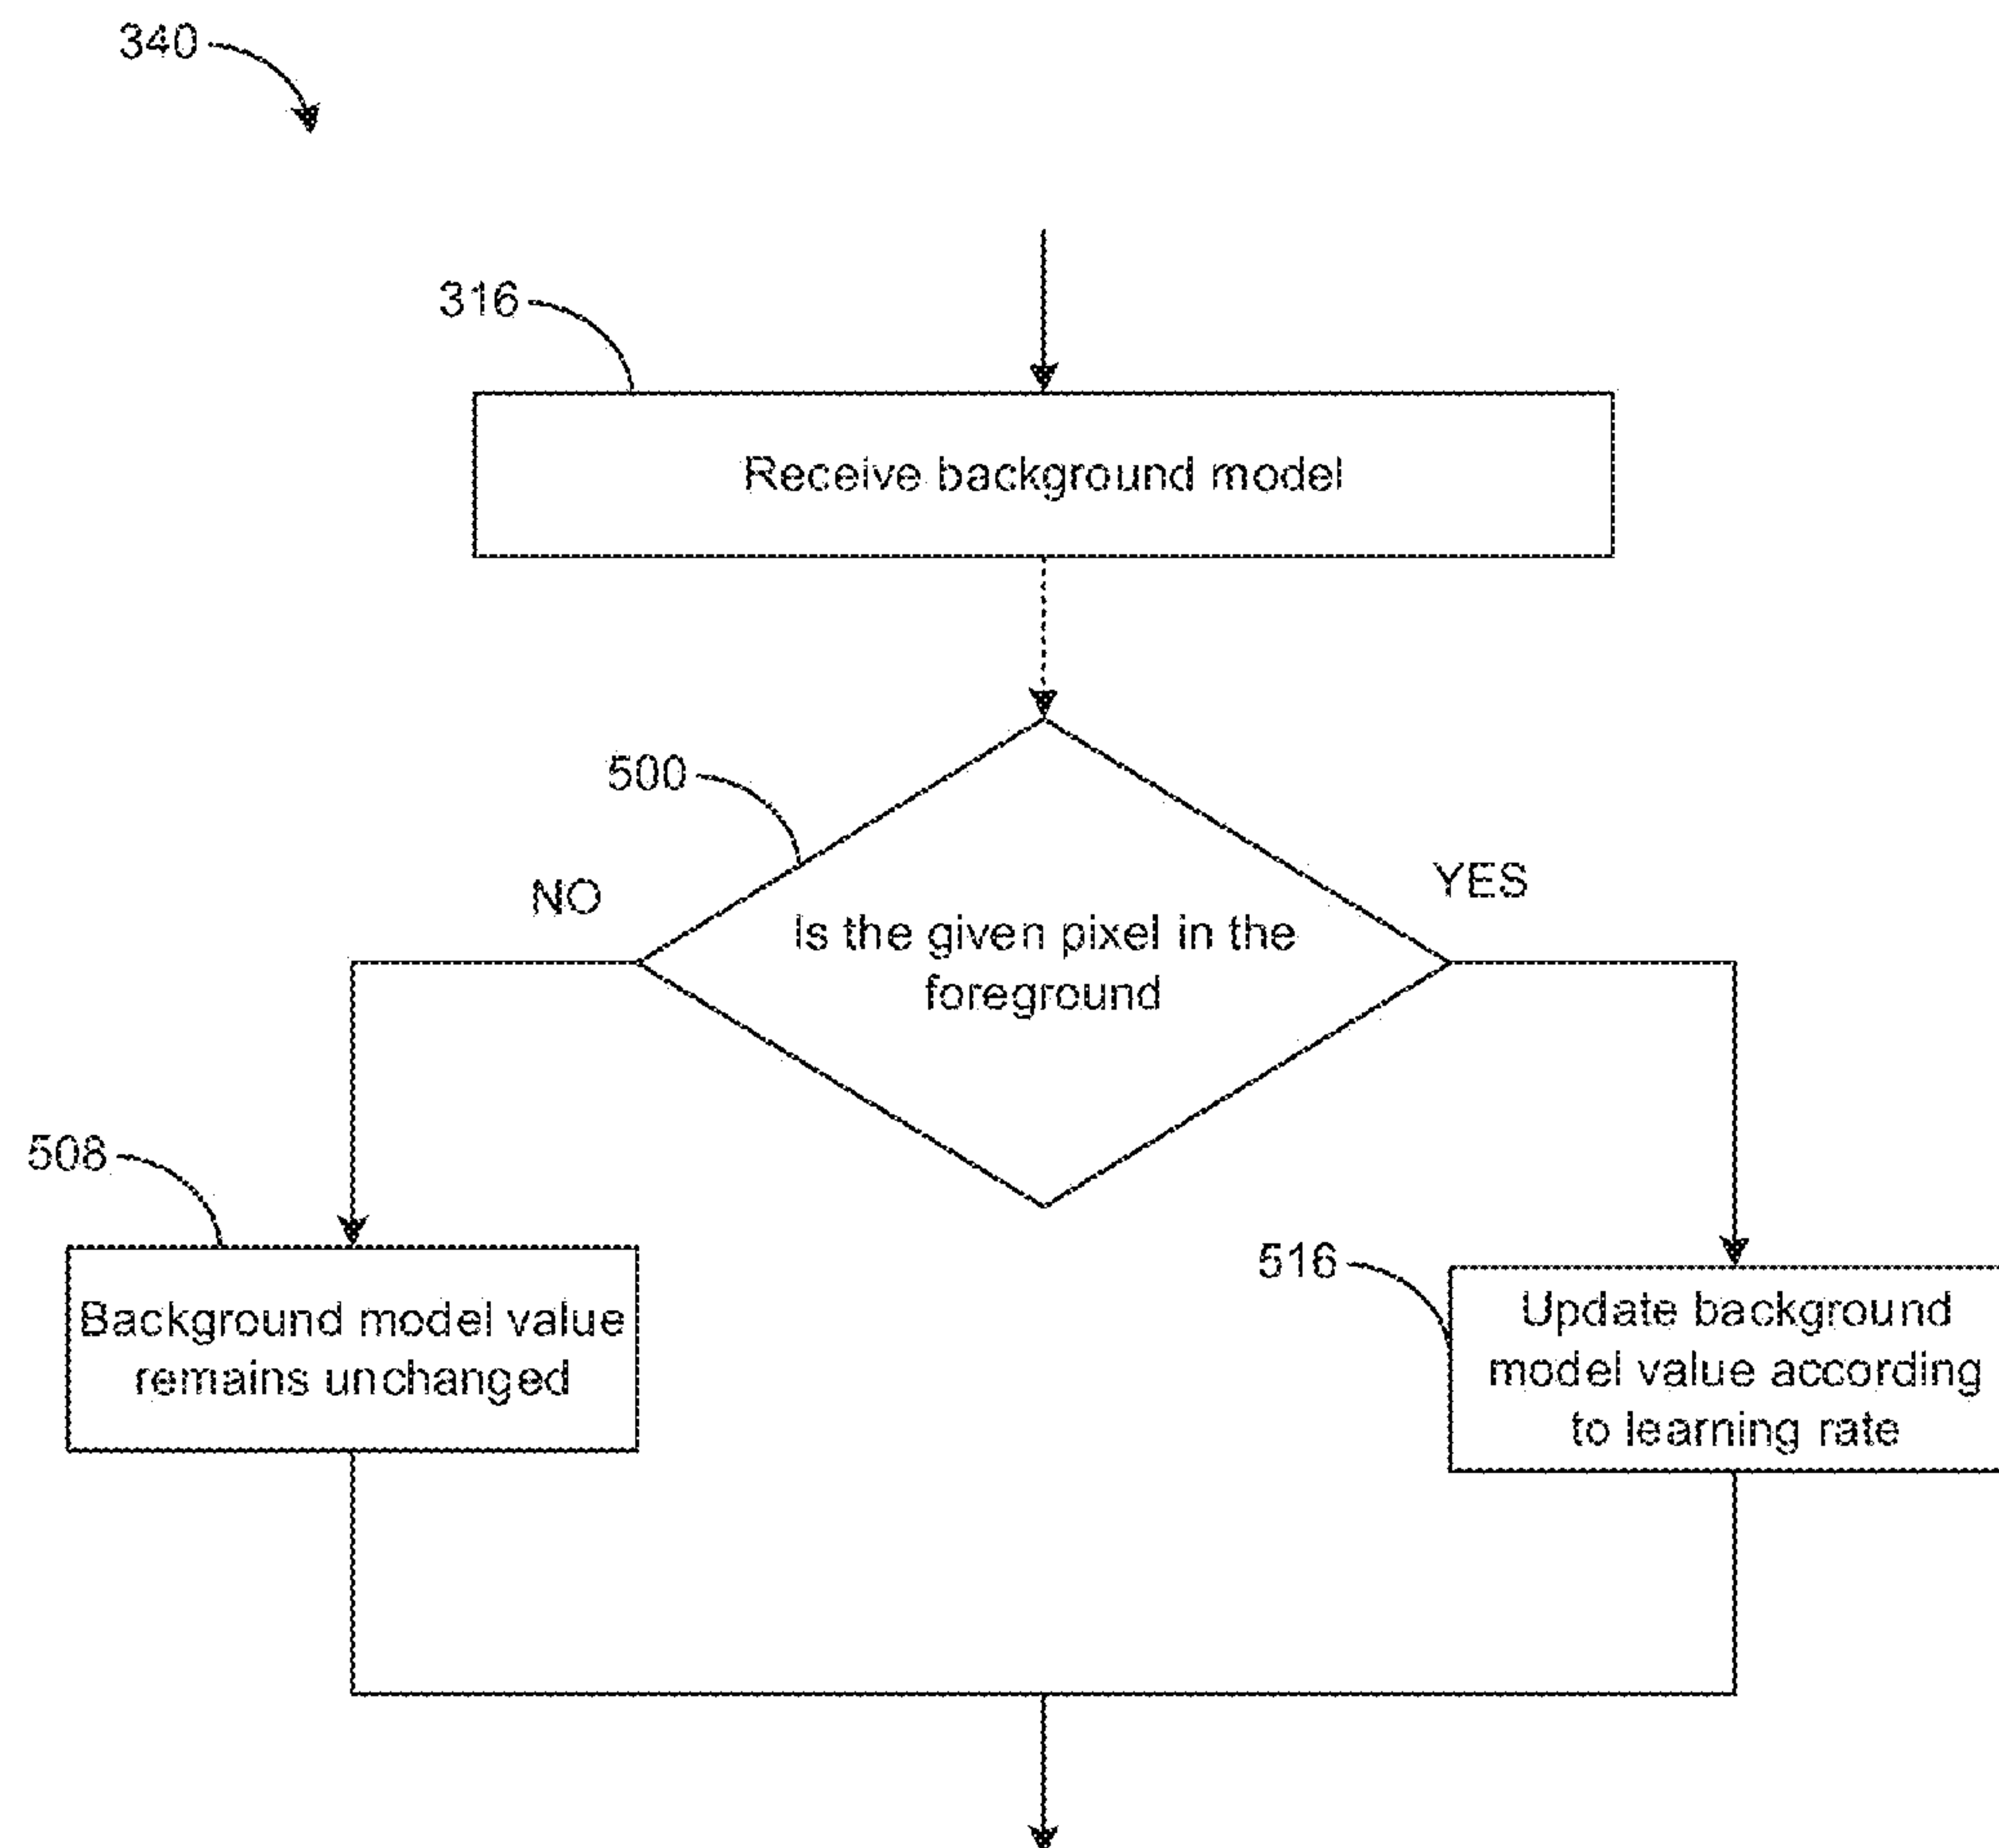 340
316
Receive background model
500
NO
YES
Is the given pixel in the
foreground
508
Background model value
remains unchanged
516
Update background
model value according
to learning rate